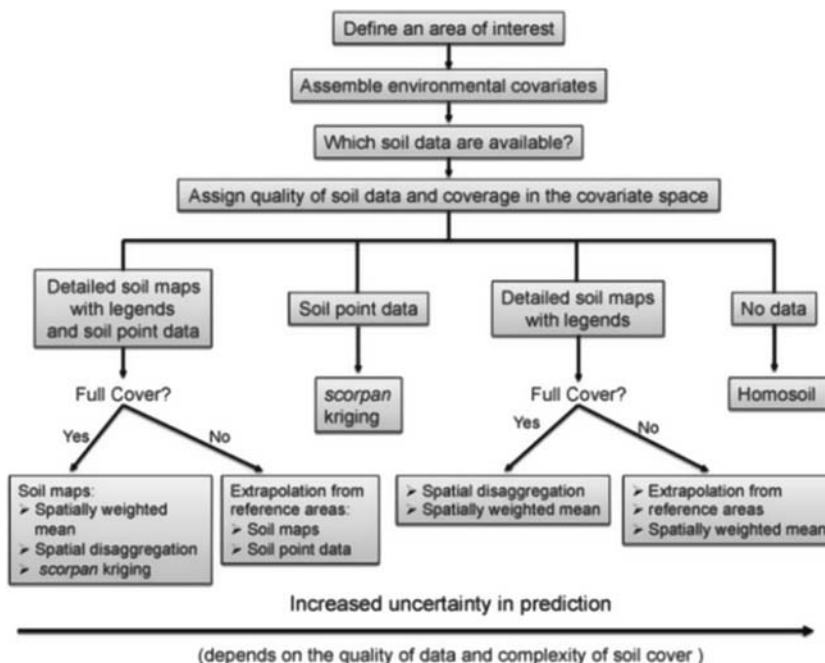 Define an area of interest
Assemble environmental covariates
Which soil data are available?
Assign quality of soil data and coverage in the covariate space
Detailed soil maps
with legends
and soil point data
Soil point data
Detailed soil maps
with legends
No data
Full Cover?
scorpan
kriging
Full Cover?
Homosoil
Yes
No
Yes
No
Soil maps:
➢ Spatially weighted
mean
➢ Spatial disaggregation
➢ scorpan kriging
Extrapolation from
reference areas:
➢ Soil maps
➢ Soil point data
➢ Spatial disaggregation
➢ Spatially weighted mean
➢ Extrapolation from
➢ reference areas
➢ Spatially weighted mean
Increased uncertainty in prediction
(depends on the quality of data and complexity of soil cover )